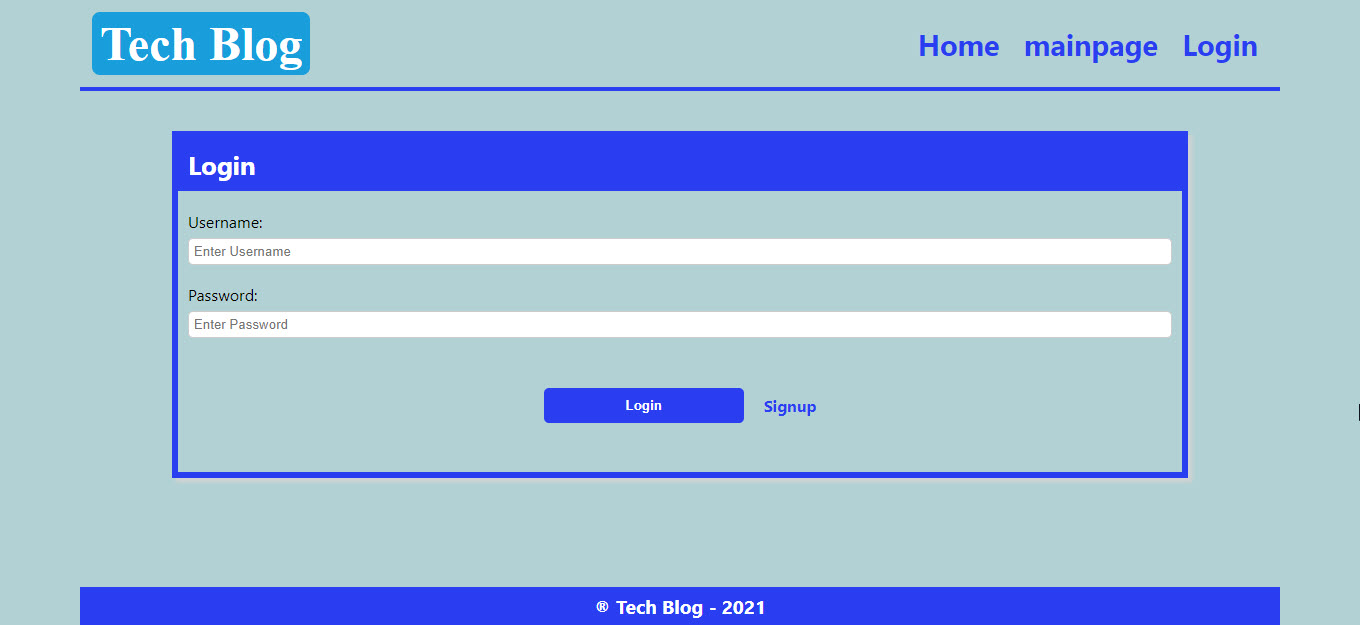 Tech Blog
Home mainpage Login
Login
Username:
Enter Username
Password:
Enter Password
Login Signup
® Tech Blog - 2021